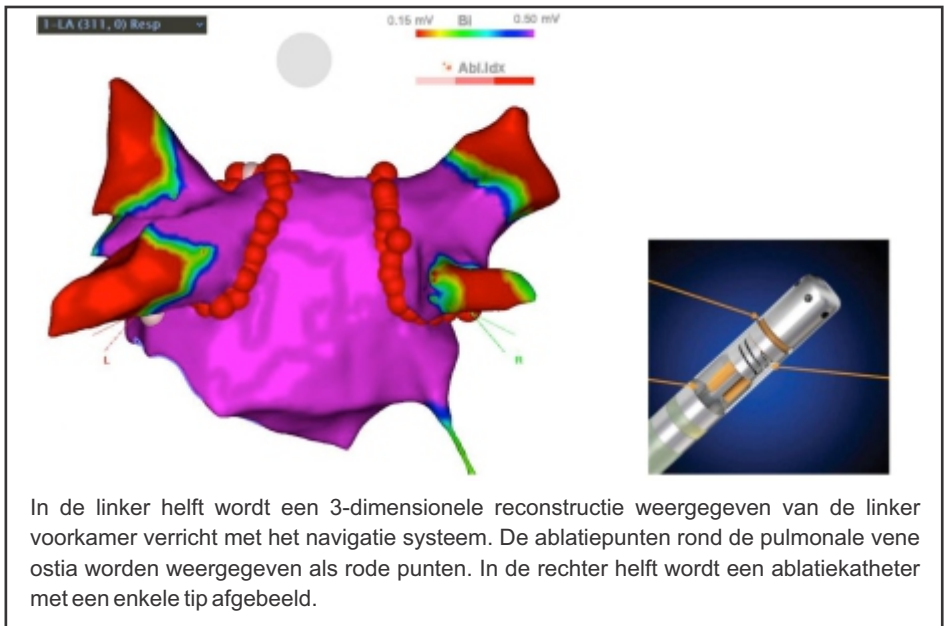 1-LA (311, 0) Resp
0.15 mV Bi 0.50 mV
Abl.Idx
L
R
In de linker helft wordt een 3-dimensionele reconstructie weergegeven van de linker
voorkamer verricht met het navigatie systeem. De ablatiepunten rond de pulmonale vene
ostia worden weergegeven als rode punten. In de rechter helft wordt een ablatiekatheter
met een enkele tip afgebeeld.